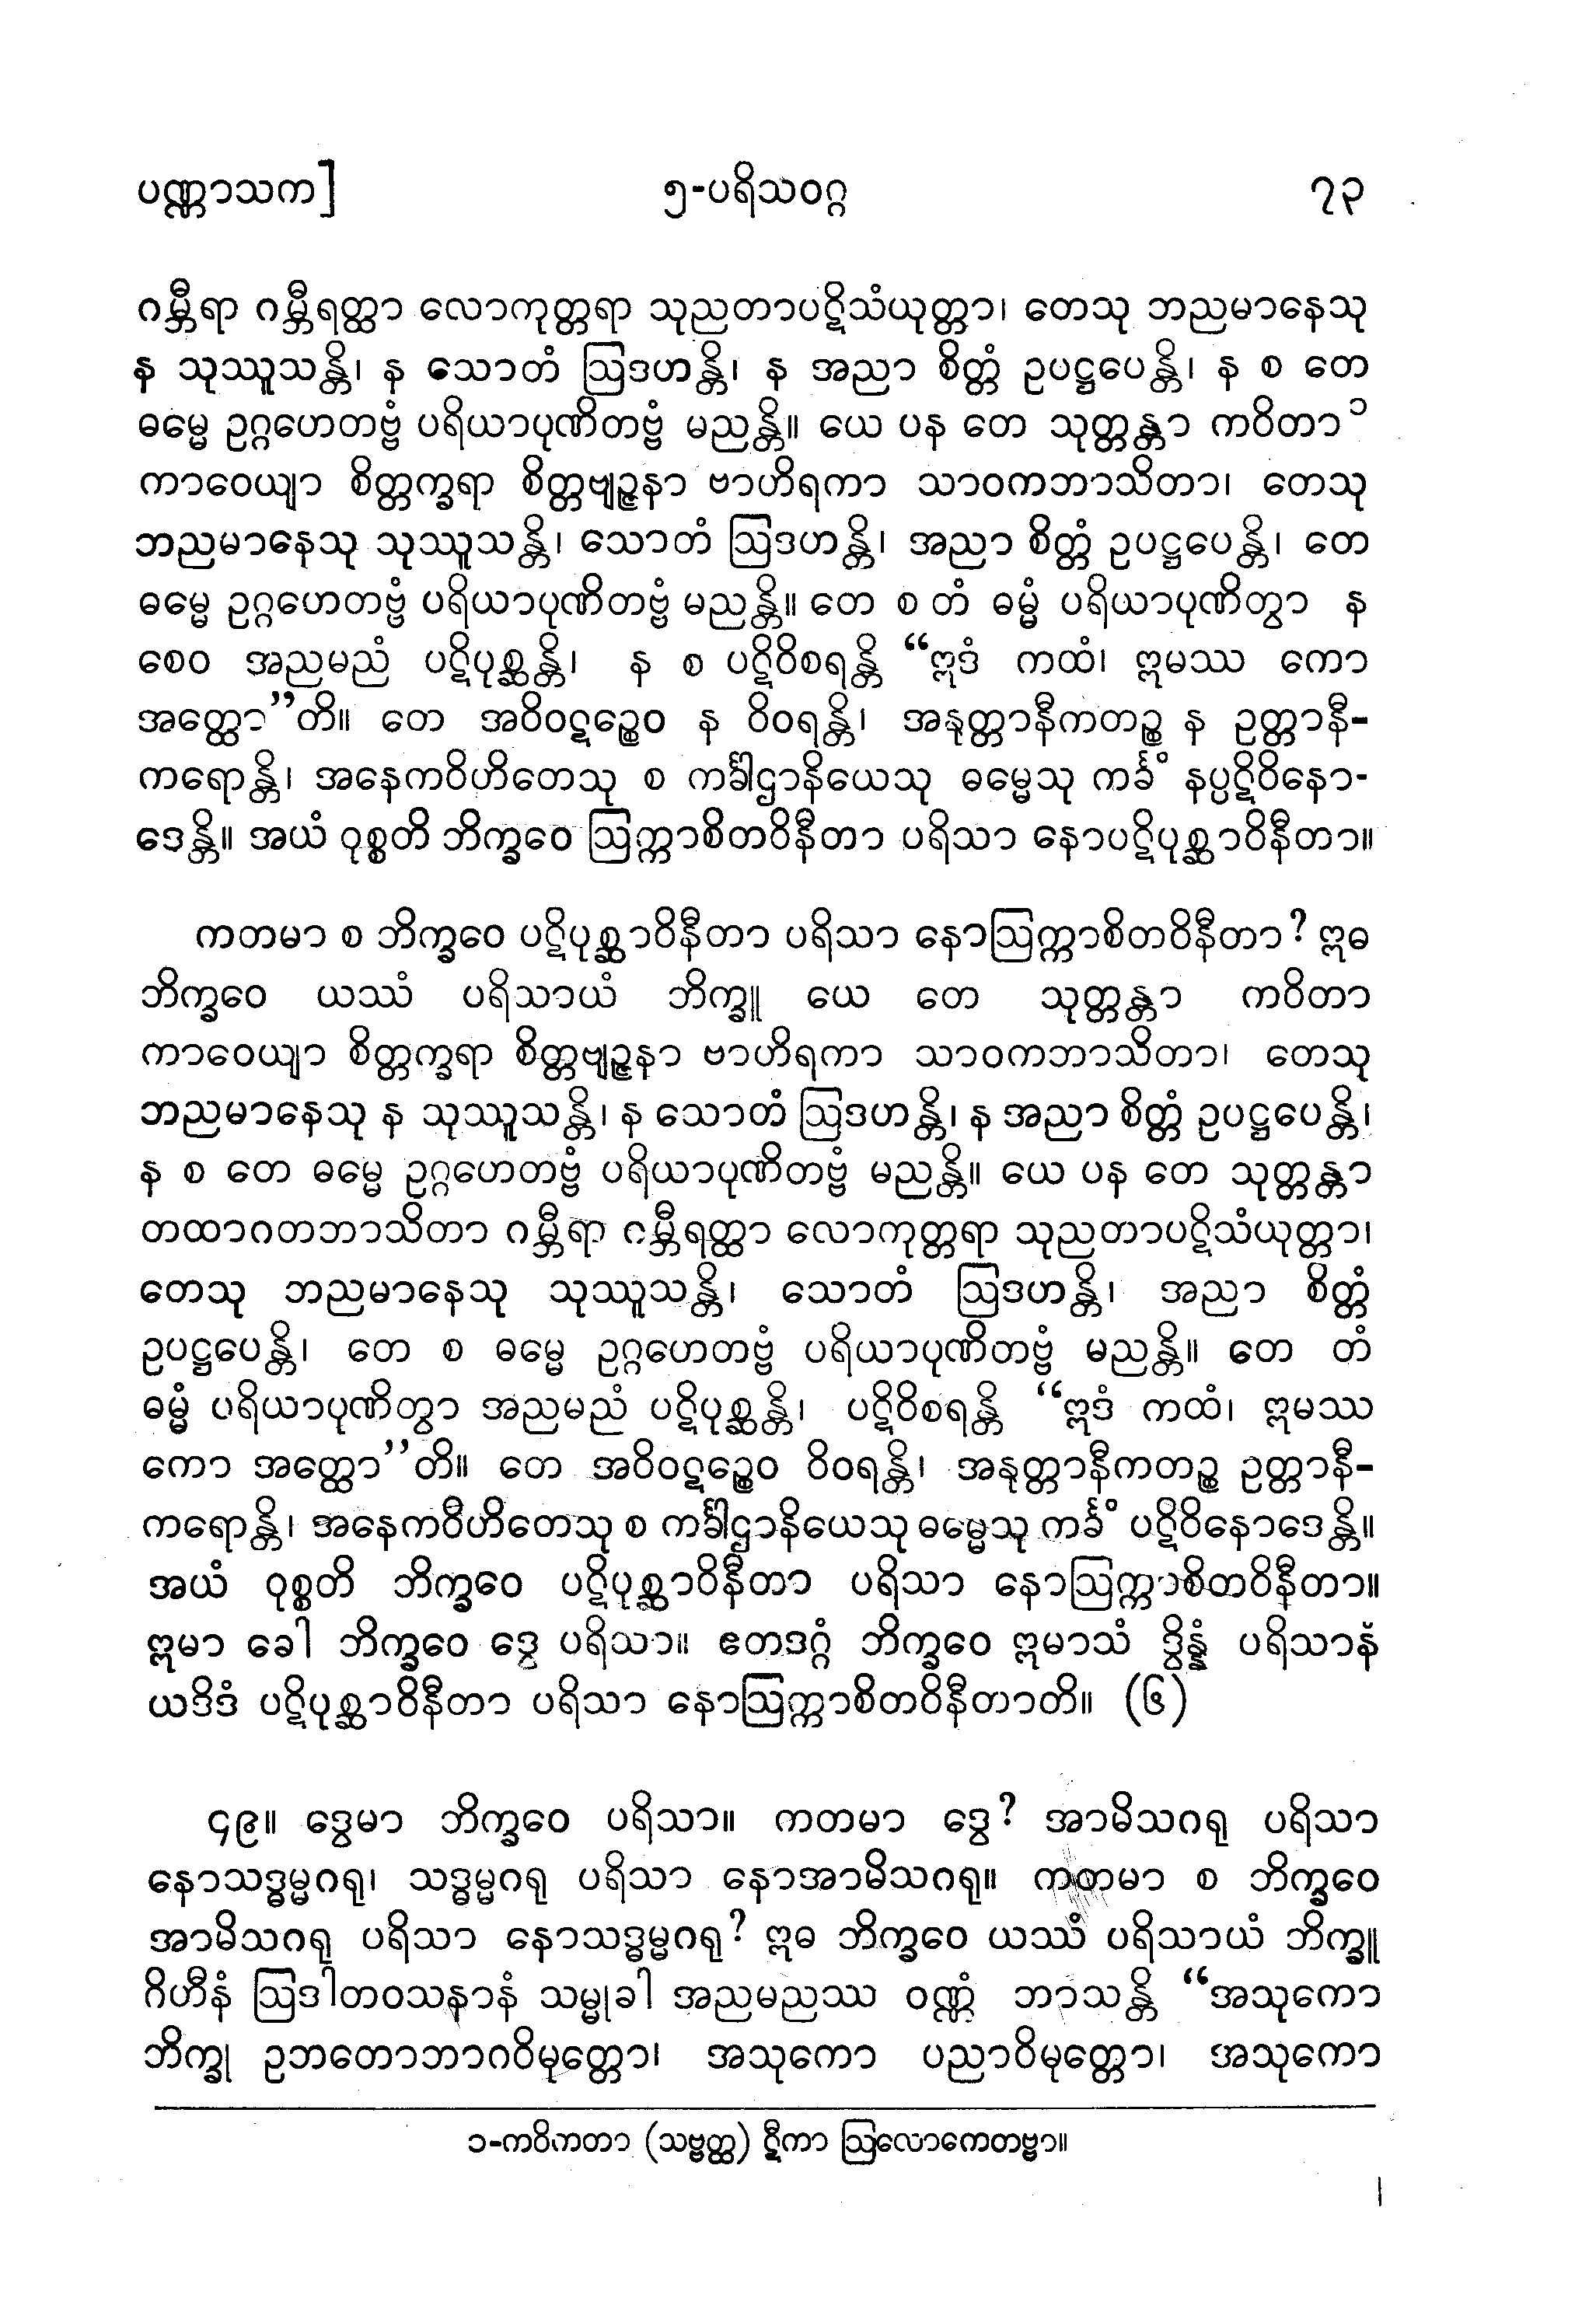 ပဏ္ဏာသက] ၅-ပရိသဝဂ္ဂ ၇၃
ဂမ္ဘီရာ ဂမ္ဘီရတ္ထာ လောကုတ္တရာ သုညတာပဋိသံယုတ္တာ၊ တေသု ဘညမာနေသု
န သုဿူသန္တိ၊ န သောတံ ဩဒဟန္တိ၊ န အညာ စိတ္တံ ဥပဋ္ဌပေန္တိ၊ န စ တေ
ဓမ္မေ ဥဂ္ဂဟေတဗ္ဗံ ပရိယာပုဏိတဗ္ဗံ မညန္တိ။ ယေ ပန တေ သုတ္တန္တာ ကဝိတာ ၁
ကာဝေယျာ စိတ္တက္ခရာ စိတ္တဗျဉ္ဇနာ ဗာဟိရကာ သာဝကဘာသိတာ၊ တေသု
ဘညမာနေသု သုဿူသန္တိ၊ သောတံ ဩဒဟန္တိ၊ အညာ စိတ္တံ ဥပဋ္ဌပေန္တိ၊ တေ
ဓမ္မေ ဥဂ္ဂဟေတဗ္ဗံ ပရိယာပုဏိတဗ္ဗံ မညန္တိ။ တေ စ တံ ဓမ္မံ ပရိယာပုဏိတွာ န
စေဝ အညမညံ ပဋိပုစ္ဆန္တိ၊ န စ ပဋိဝိစရန္တိ “ဣဒံ ကထံ၊ ဣမဿ ကော
အတ္ထော”တိ။ တေ အဝိဝဋဉ္စေဝ န ဝိဝရန္တိ၊ အနုတ္တာနီကတဉ္စ န ဥတ္တာနီ-
ကရောန္တိ၊ အနေကဝိဟိတေသု စ ကင်္ခါဌာနိယေသု ဓမ္မေသု ကင်္ခံ နပ္ပဋိဝိနော-
ဒေန္တိ။ အယံ ဝုစ္စတိ ဘိက္ခဝေ ဩက္ကာစိတဝိနီတာ ပရိသာ နောပဋိပုစ္ဆာဝိနီတာ။
ကတမာ စ ဘိက္ခဝေ ပဋိပုစ္ဆာဝိနီတာ ပရိသာ နောဩက္ကာစိတဝိနီတာ? ဣဓ
ဘိက္ခဝေ ယဿံ ပရိသာယံ ဘိက္ခူ ယေ တေ သုတ္တန္တာ ကဝိတာ
ကာဝေယျာ စိတ္တက္ခရာ စိတ္တဗျဉ္ဇနာ ဗာဟိရကာ သာဝကဘာသိတာ၊ တေသု
ဘညမာနေသု န သုဿူသန္တိ၊ န သောတံ ဩဒဟန္တိ၊ န အညာ စိတ္တံ ဥပဋ္ဌပေန္တိ၊
န စ တေ ဓမ္မေ ဥဂ္ဂဟေတဗ္ဗံ ပရိယာပုဏိတဗ္ဗံ မညန္တိ။ ယေ ပန တေ သုတ္တန္တာ
တထာဂတဘာသိတာ ဂမ္ဘီရာ ဂမ္ဘီရတ္ထာ လောကုတ္တရာ သုညတာပဋိသံယုတ္တာ၊
တေသု ဘညမာနေသု သုဿူသန္တိ၊ သောတံ ဩဒဟန္တိ၊ အညာ စိတ္တံ
ဥပဋ္ဌပေန္တိ၊ တေ စ ဓမ္မေ ဥဂ္ဂဟေတဗ္ဗံ ပရိယာပုဏိတဗ္ဗံ မညန္တိ။ တေ တံ
ဓမ္မံ ပရိယာပုဏိတွာ အညမညံ ပဋိပုစ္ဆန္တိ၊ ပဋိဝိစရန္တိ “ဣဒံ ကထံ၊ ဣမဿ
ကော အတ္ထော”တိ။ တေ အဝိဝဋဉ္စေဝ ဝိဝရန္တိ၊ အနုတ္တာနီကတဉ္စ ဥတ္တာနီ-
ကရောန္တိ၊ အနေကဝီဟိတေသု စ ကင်္ခါဌာနိယေသု ဓမ္မေသု ကင်္ခံ ပဋိဝိနောဒေန္တိ။
အယံ ဝုစ္စတိ ဘိက္ခဝေ ပဋိပုစ္ဆာဝိနီတာ ပရိသာ နောဩက္ကာစိတဝိနီတာ။
ဣမာ ခေါ ဘိက္ခဝေ ဒွေ ပရိသာ။ ဧတဒဂ္ဂံ ဘိက္ခဝေ ဣမာသံ ဒွိန္နံ ပရိသာနံ
ယဒိဒံ ပဋိပုစ္ဆာဝိနီတာ ပရိသာ နောဩက္ကာစိတဝိနီတာတိ။ (၆)
၄၉။ ဒွေမာ ဘိက္ခဝေ ပရိသာ။ ကတမာ ဒွေ? အာမိသဂရု ပရိသာ
နောသဒ္ဓမ္မဂရု၊ သဒ္ဓမ္မဂရု ပရိသာ နောအာမိသဂရု။ ကတမာ စ ဘိက္ခဝေ
အာမိသဂရု ပရိသာ နောသဒ္ဓမ္မဂရု? ဣဓ ဘိက္ခဝေ ယဿံ ပရိသာယံ ဘိက္ခူ
ဂိဟီနံ ဩဒါတဝသနာနံ သမ္မုခါ အညမညဿ ဝဏ္ဏံ ဘာသန္တိ “အသုကော
ဘိက္ခု ဥဘတောဘာဂဝိမုတ္တော၊ အသုကော ပညာဝိမုတ္တော၊ အသုကော
၁-ကဝိကတာ (သဗ္ဗတ္ထ) ဋီကာ ဩလောကေတဗ္ဗာ။